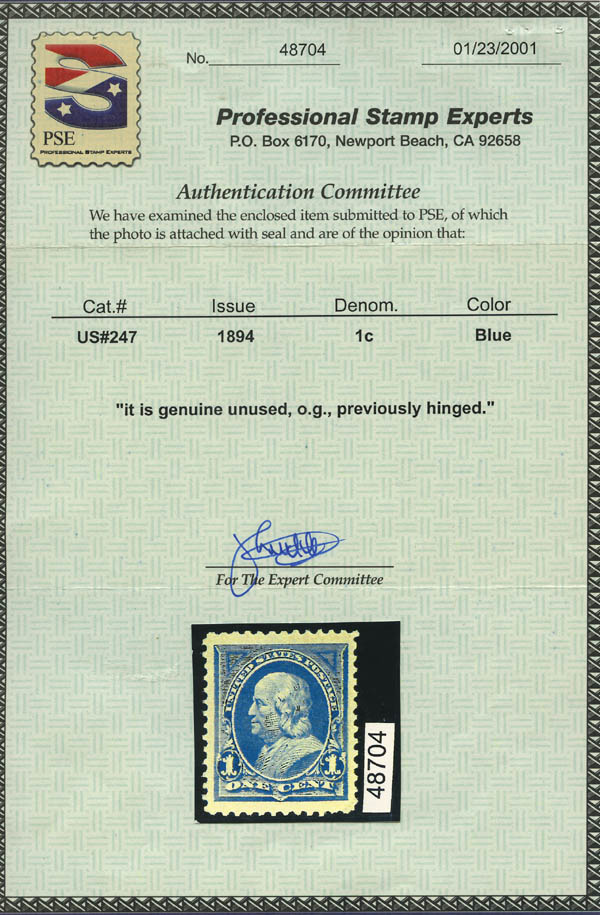 No. 48704
01/23/2001
PSE
PROFESSIONAL STAMP EXPERTS
Professional Stamp Experts
P.O. Box 6170, Newport Beach, CA 92658
Authentication Committee
We have examined the enclosed item submitted to PSE, of which
the photo is attached with seal and are of the opinion that:
Cat.# Issue Denom. Color
US#247 1894 1c Blue
"it is genuine unused, o.g., previously hinged."
For The Expert Committee
UNITED STATES POSTAGE
1 1
ONE CENT
48704